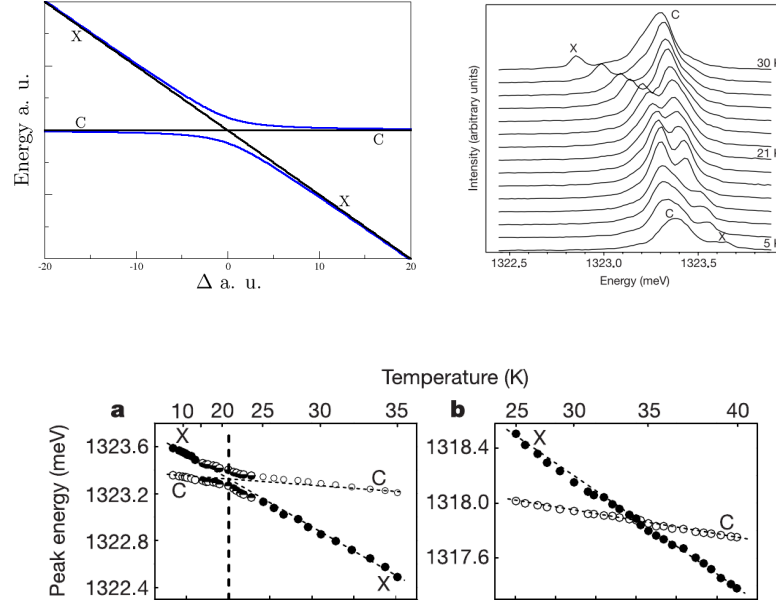 X
C
C
X
Energy a. u.
-20
-10
0
10
20
Δ a. u.
C
X
30 K
21 K
C
X
5 K
Intensity (arbitrary units)
1322,5
1323,0
1323,5
Energy (meV)
Temperature (K)
a
10
15
20
25
30
35
1323.6
1323.2
1322.8
1322.4
Peak energy (meV)
X
C
C
X
b
25
30
35
40
1318.4
1318.0
1317.6
X
C